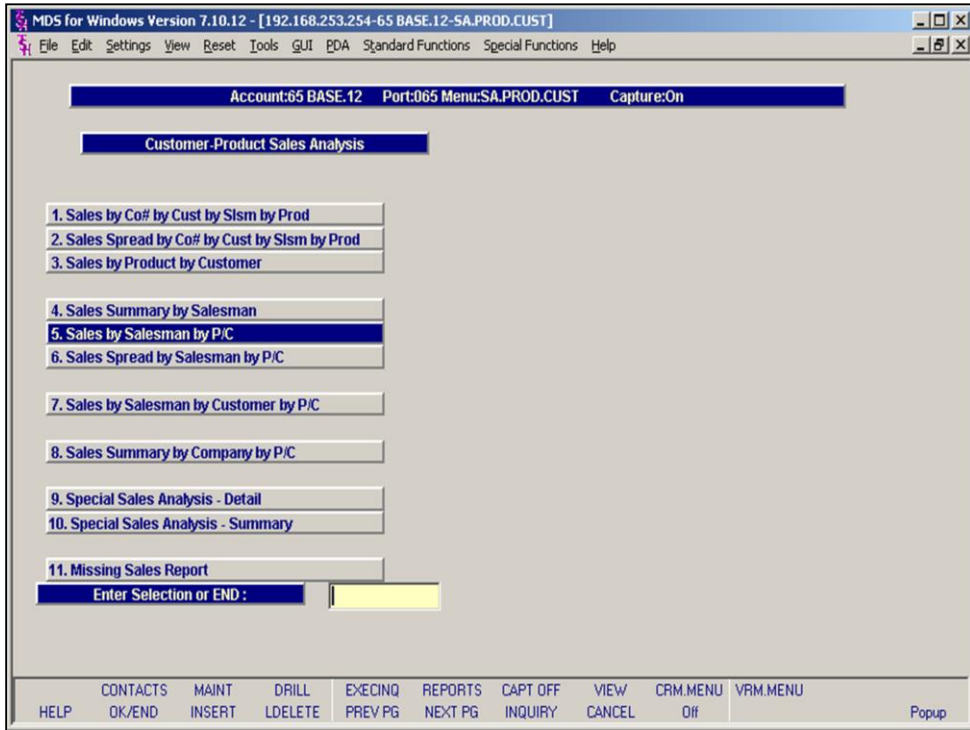 MDS for Windows Version 7.10.12 - [192.168.253.254-65 BASE.12-SA.PROD.CUST]
File Edit Settings View Reset Tools GUI PDA Standard Functions Special Functions Help
Account:65 BASE.12 Port:065 Menu:SA.PROD.CUST Capture:On
Customer-Product Sales Analysis
1. Sales by Co# by Cust by Slsm by Prod
2. Sales Spread by Co# by Cust by Slsm by Prod
3. Sales by Product by Customer
4. Sales Summary by Salesman
5. Sales by Salesman by P/C
6. Sales Spread by Salesman by P/C
7. Sales by Salesman by Customer by P/C
8. Sales Summary by Company by P/C
9. Special Sales Analysis - Detail
10. Special Sales Analysis - Summary
11. Missing Sales Report
Enter Selection or END :
CONTACTS MAINT DRILL EXECINQ REPORTS CAPT OFF VIEW CRM.MENU VRM.MENU
HELP OK/END INSERT LDELETE PREV PG NEXT PG INQUIRY CANCEL Off Popup